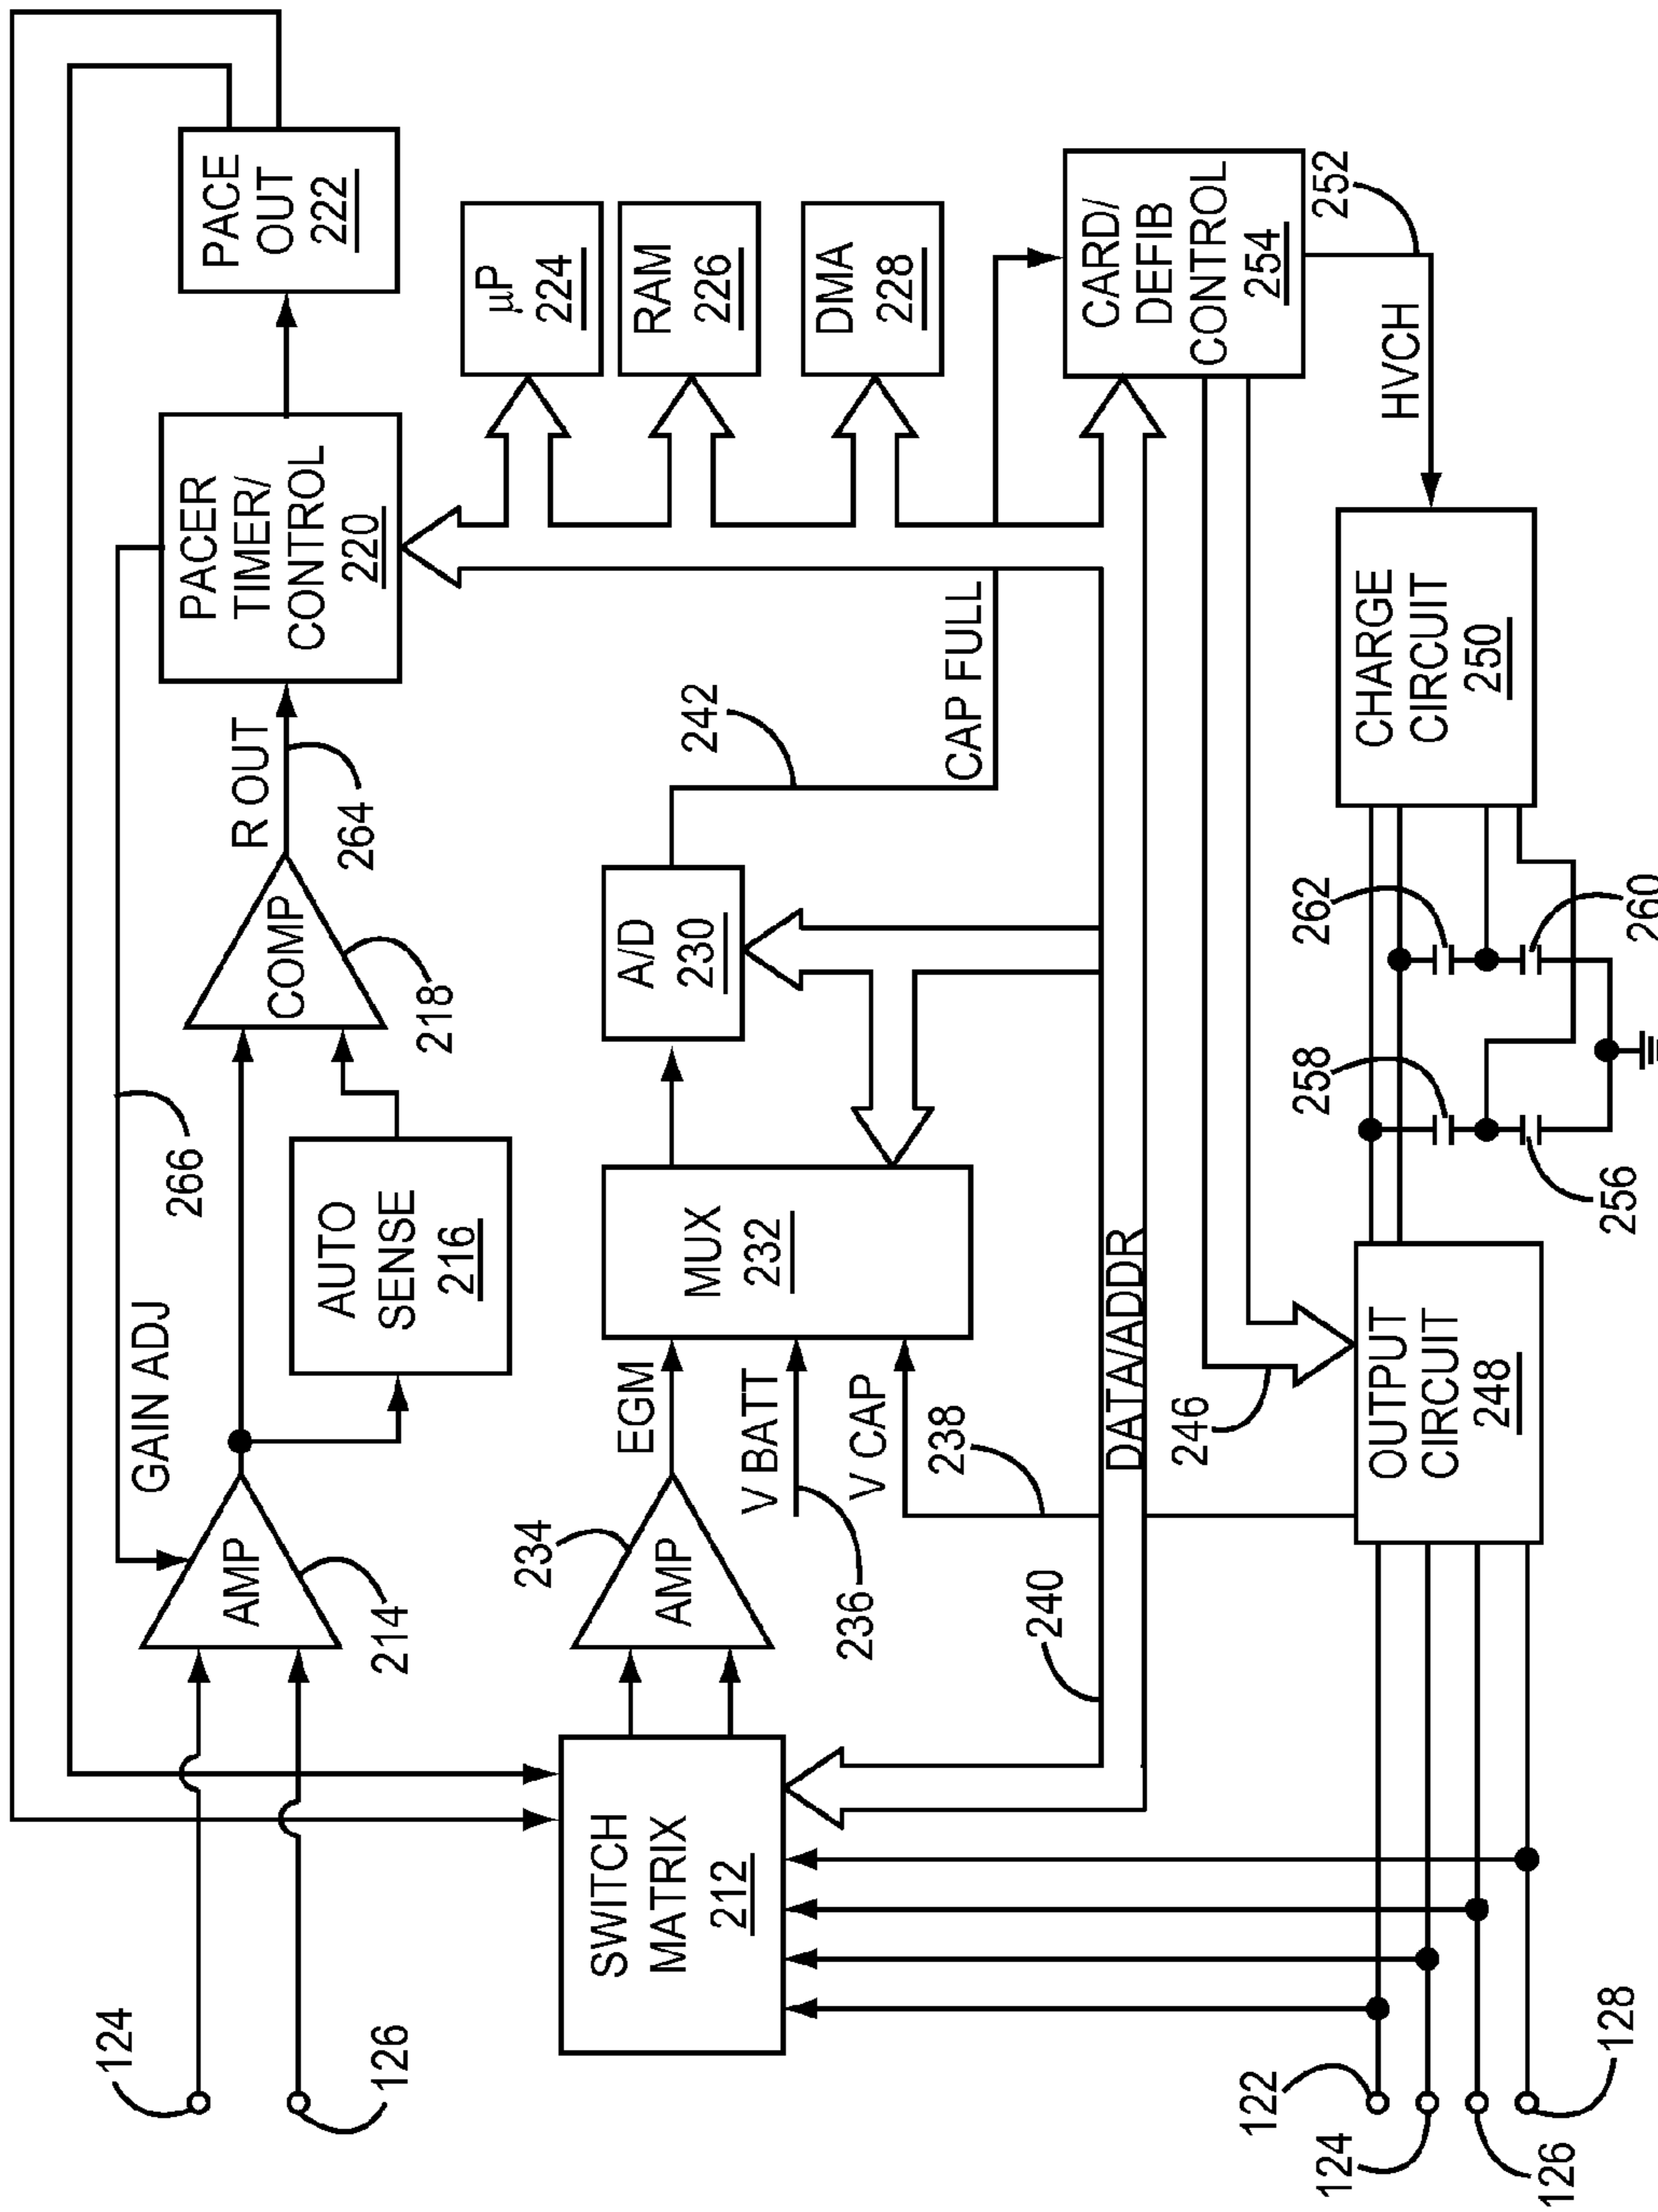 124
126
AMP
214
GAIN ADJ
266
AUTO
SENSE
216
COMP
218
R OUT
264
PACER
TIMER/
CONTROL
220
PACE
OUT
222
SWITCH
MATRIX
212
AMP
234
EGM
V BATT
236
V CAP
238
MUX
232
A/D
230
242
CAP FULL
μP
224
RAM
226
DMA
228
240
DATA/ADDR
246
CARD/
DEFIB
CONTROL
254
252
HVCH
122
124
126
128
OUTPUT
CIRCUIT
248
258
256
262
260
CHARGE
CIRCUIT
250